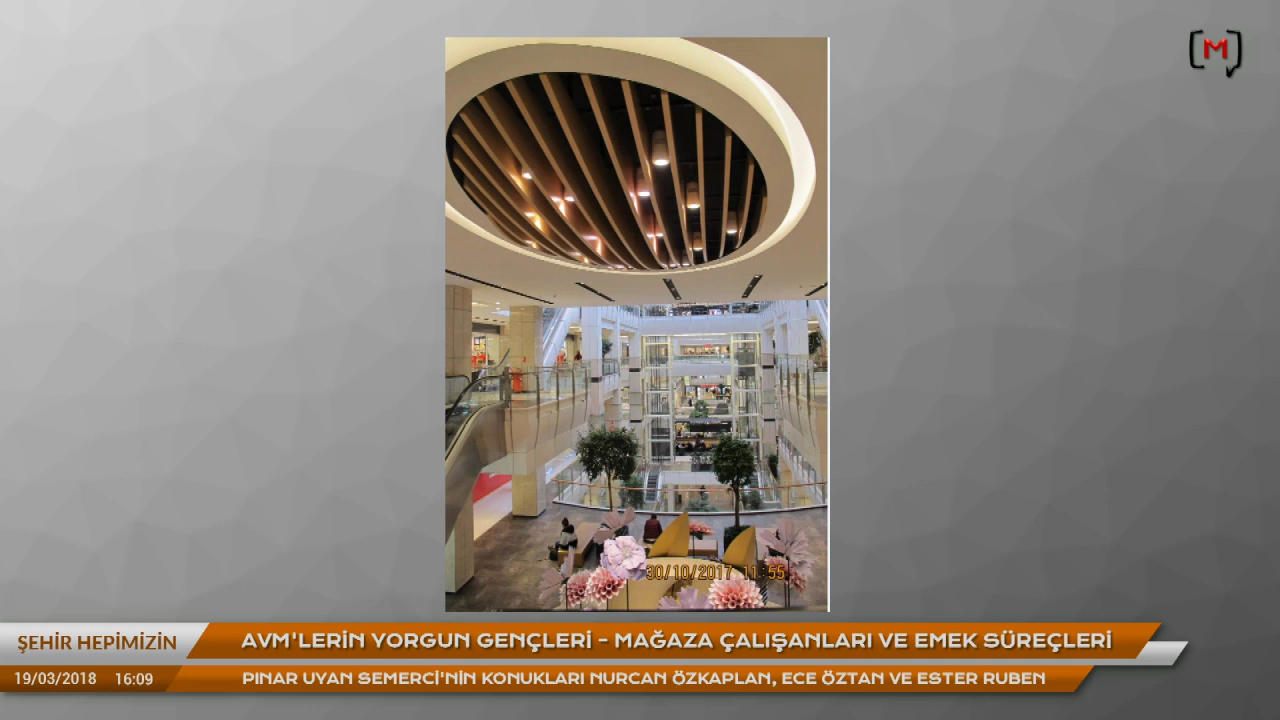 M
30/10/2017 11:55
ŞEHİR HEPİMİZİN
AVM'LERİN YORGUN GENÇLERİ - MAĞAZA ÇALIŞANLARI VE EMEK SÜREÇLERİ
19/03/2018 16:09
PINAR UYAN SEMERCİ'NİN KONUKLARI NURCAN ÖZKAPLAN, ECE ÖZTAN VE ESTER RUBEN